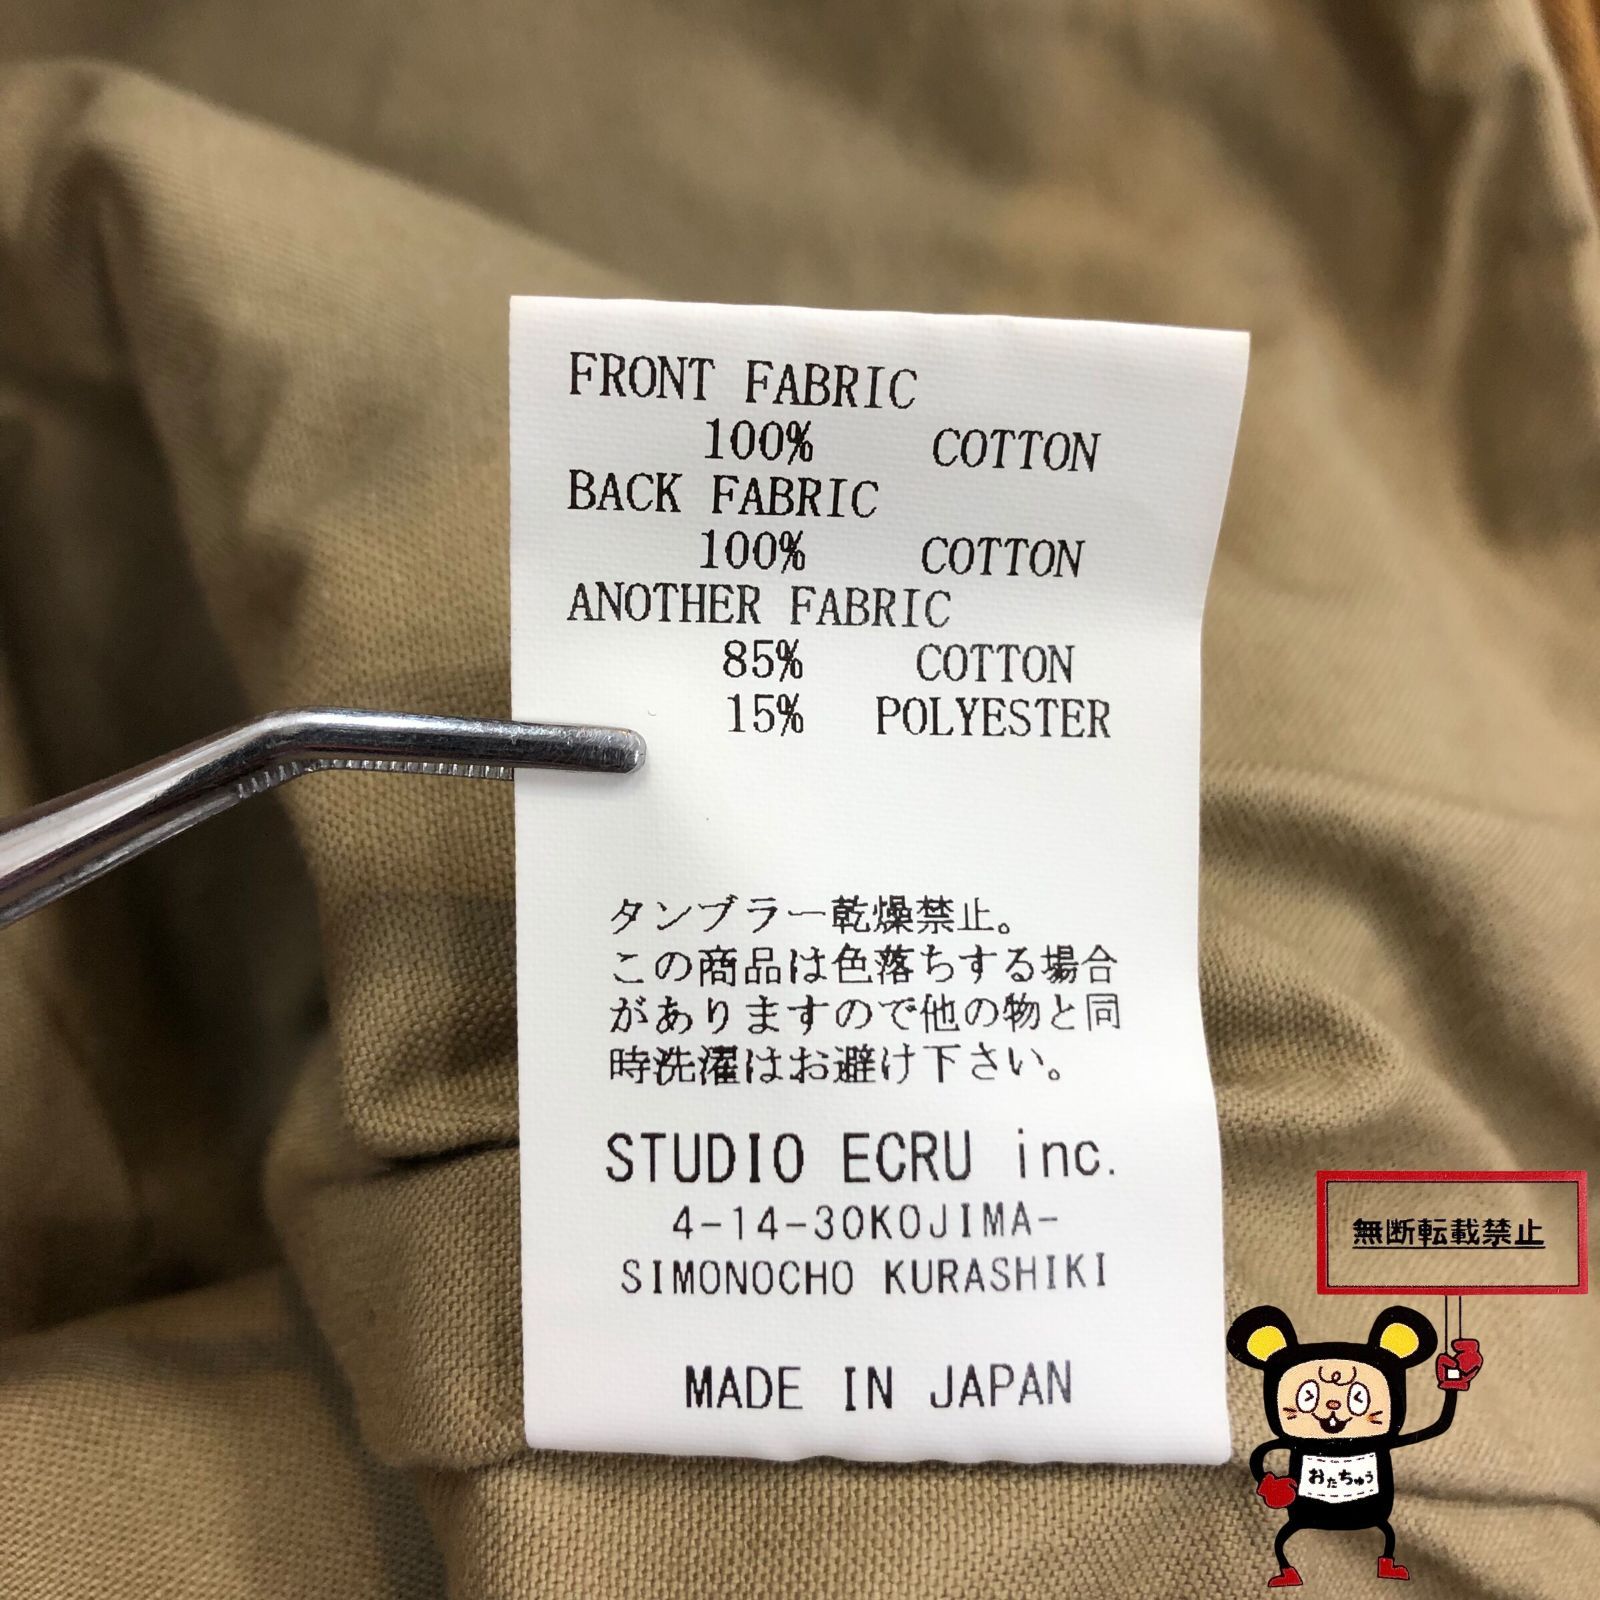 FRONT FABRIC
100% COTTON
BACK FABRIC
100% COTTON
ANOTHER FABRIC
85% COTTON
15% POLYESTER
タンブラー乾燥禁止。
この商品は色落ちする場合
がありますので他の物と同
時洗濯はお避け下さい。
STUDIO ECRU inc.
4-14-30KOJIMA-
SIMONOCHO KURASHIKI
MADE IN JAPAN
無断転載禁止
おたちゅう